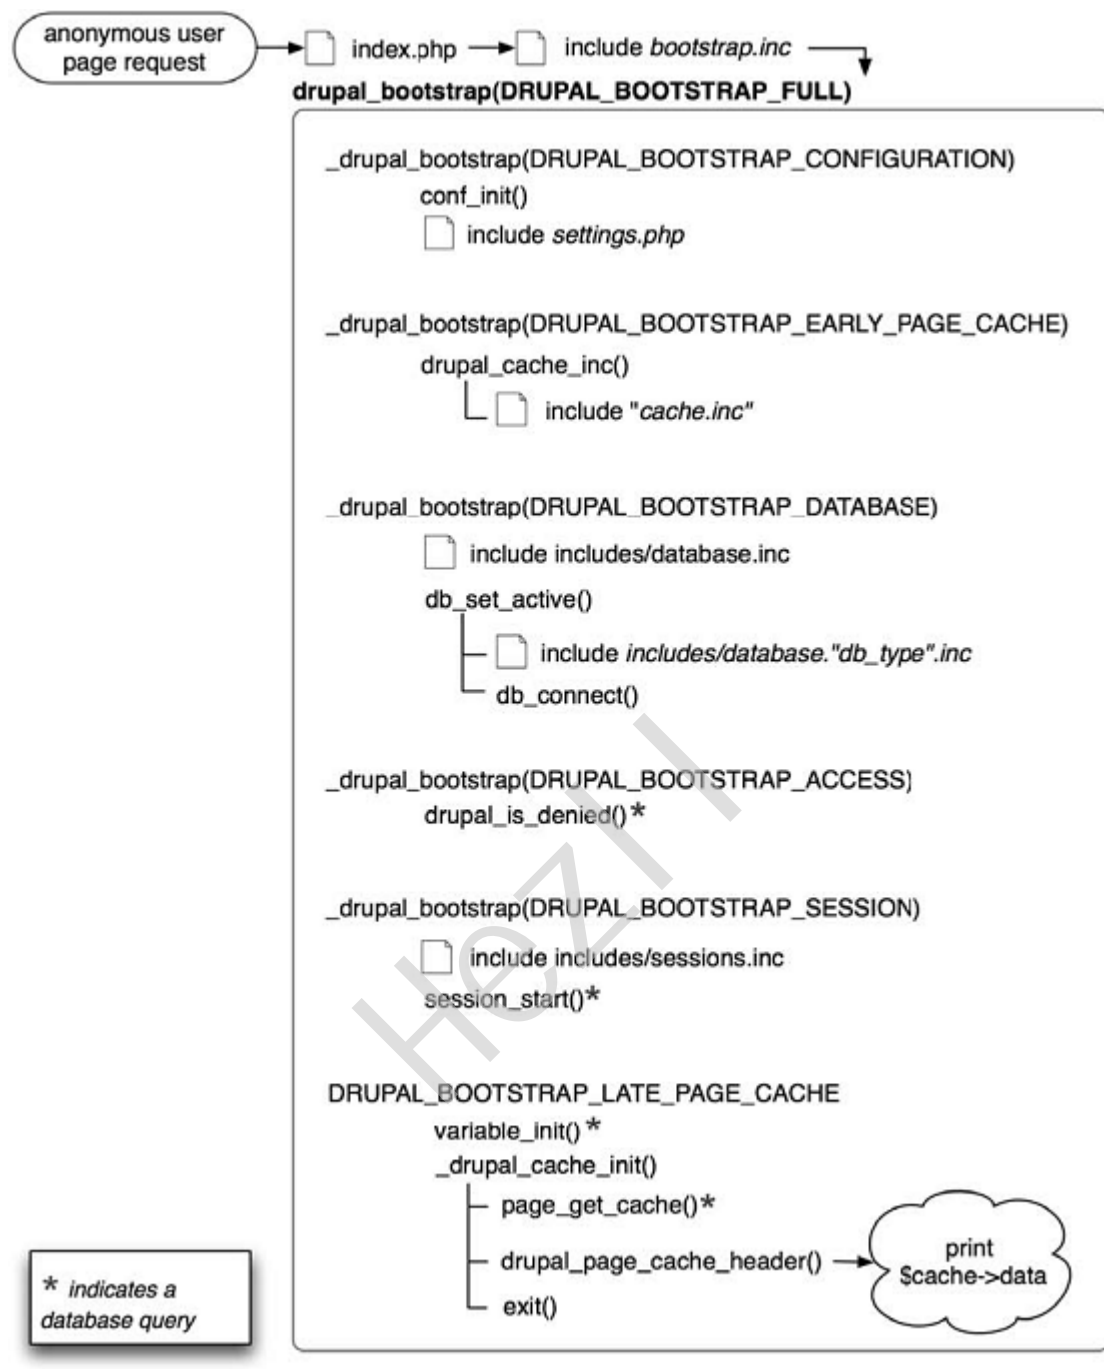 anonymous user
page request
index.php
include bootstrap.inc
drupal_bootstrap(DRUPAL_BOOTSTRAP_FULL)
_drupal_bootstrap(DRUPAL_BOOTSTRAP_CONFIGURATION)
conf_init()
include settings.php
_drupal_bootstrap(DRUPAL_BOOTSTRAP_EARLY_PAGE_CACHE)
drupal_cache_inc()
include "cache.inc"
_drupal_bootstrap(DRUPAL_BOOTSTRAP_DATABASE)
include includes/database.inc
db_set_active()
include includes/database."db_type".inc
db_connect()
_drupal_bootstrap(DRUPAL_BOOTSTRAP_ACCESS)
drupal_is_denied()*
_drupal_bootstrap(DRUPAL_BOOTSTRAP_SESSION)
include includes/sessions.inc
session_start()*
DRUPAL_BOOTSTRAP_LATE_PAGE_CACHE
variable_init()*
_drupal_cache_init()
page_get_cache()*
drupal_page_cache_header()
print
$cache->data
exit()
* indicates a
database query